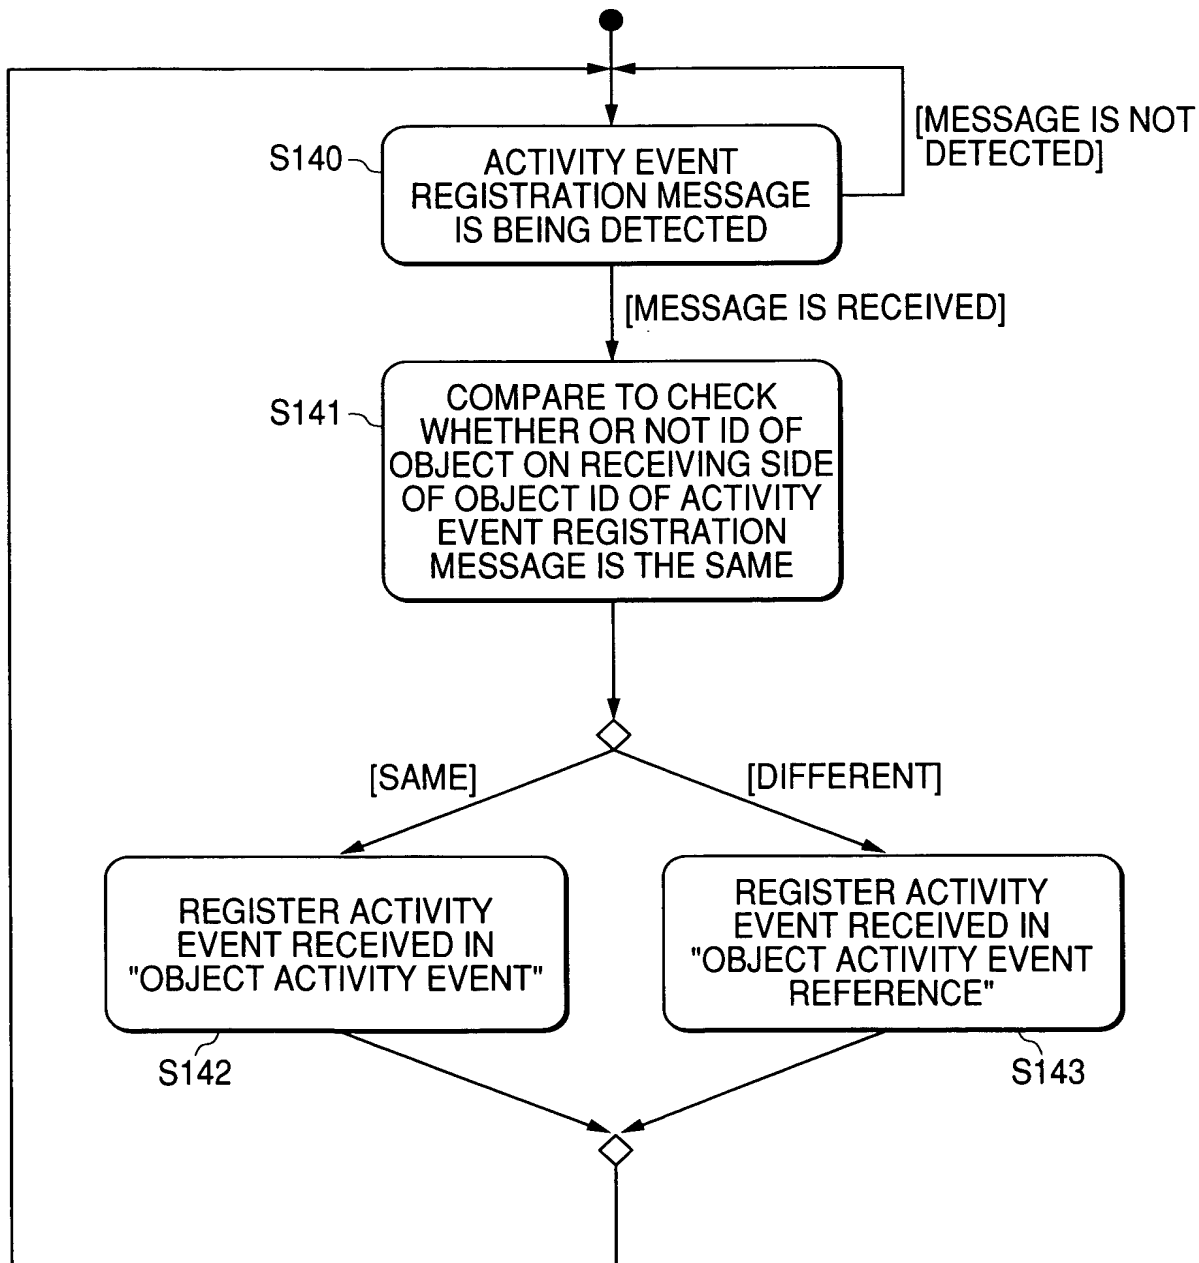 [MESSAGE IS NOT
DETECTED]
S140
ACTIVITY EVENT
REGISTRATION MESSAGE
IS BEING DETECTED
[MESSAGE IS RECEIVED]
S141
COMPARE TO CHECK
WHETHER OR NOT ID OF
OBJECT ON RECEIVING SIDE
OF OBJECT ID OF ACTIVITY
EVENT REGISTRATION
MESSAGE IS THE SAME
[SAME]
[DIFFERENT]
REGISTER ACTIVITY
EVENT RECEIVED IN
"OBJECT ACTIVITY EVENT"
S142
REGISTER ACTIVITY
EVENT RECEIVED IN
"OBJECT ACTIVITY EVENT
REFERENCE"
S143